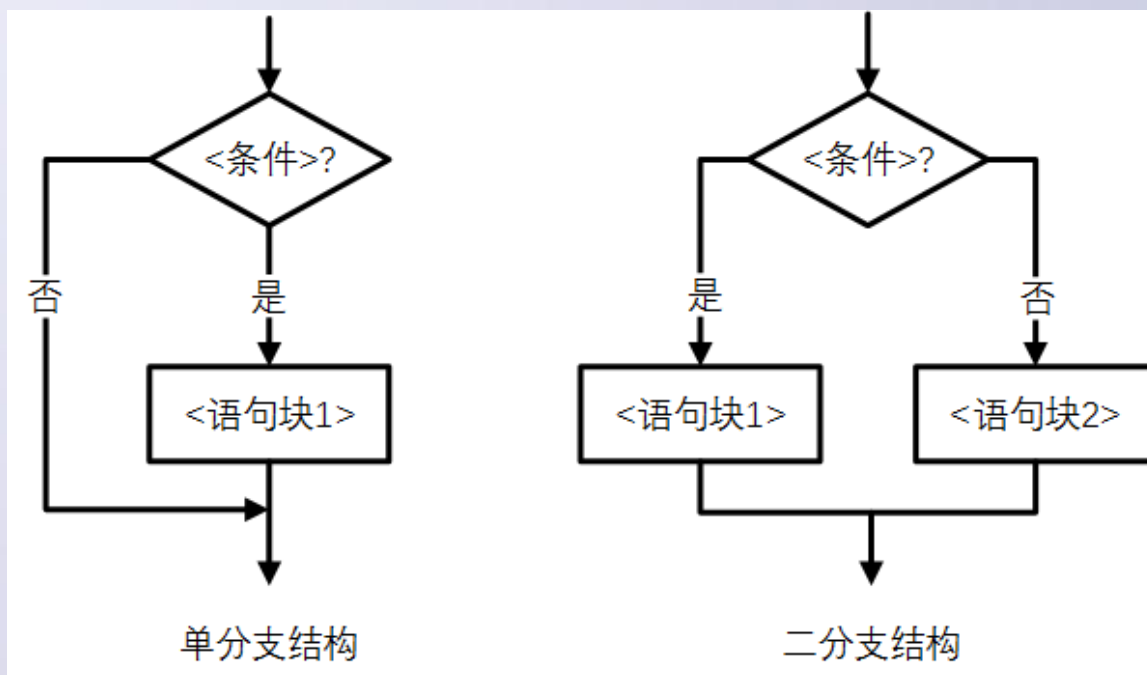 <条件>?
否
是
<语句块1>
单分支结构
<条件>?
是
否
<语句块1>
<语句块2>
二分支结构